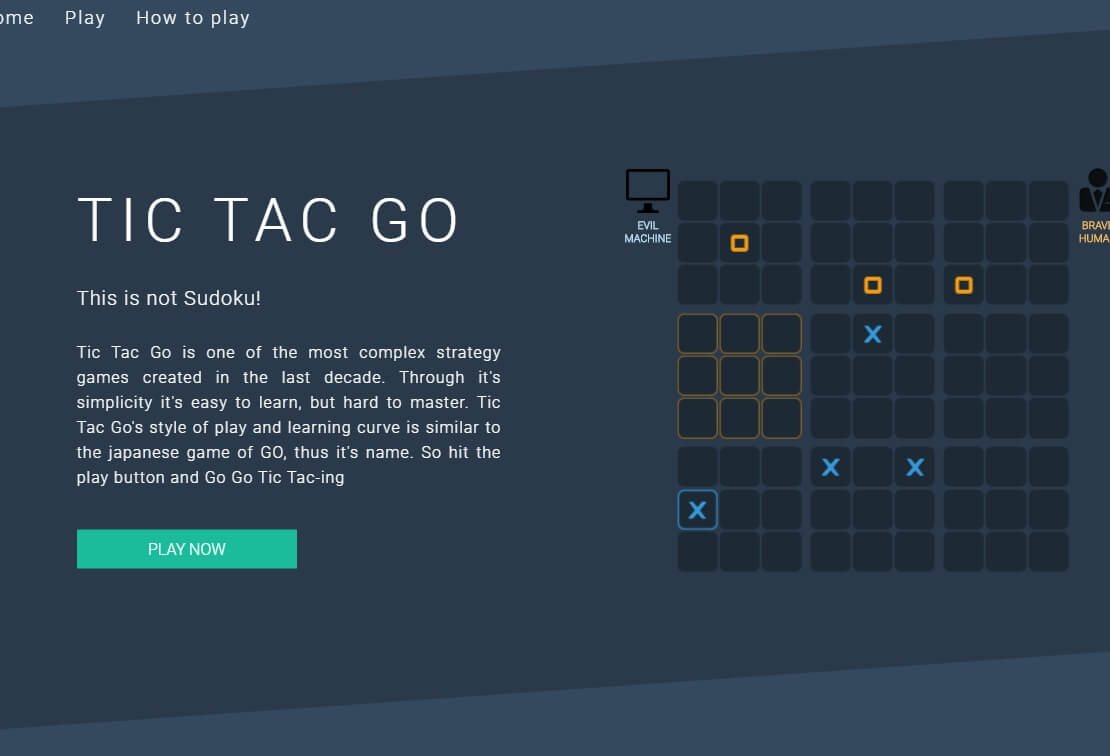 ome Play How to play
TIC TAC GO
This is not Sudoku!
Tic Tac Go is one of the most complex strategy
games created in the last decade. Through it's
simplicity it's easy to learn, but hard to master. Tic
Tac Go's style of play and learning curve is similar to
the japanese game of GO, thus it's name. So hit the
play button and Go Go Tic Tac-ing
PLAY NOW
EVIL
MACHINE
BRAVE
HUMA
X
X X
X